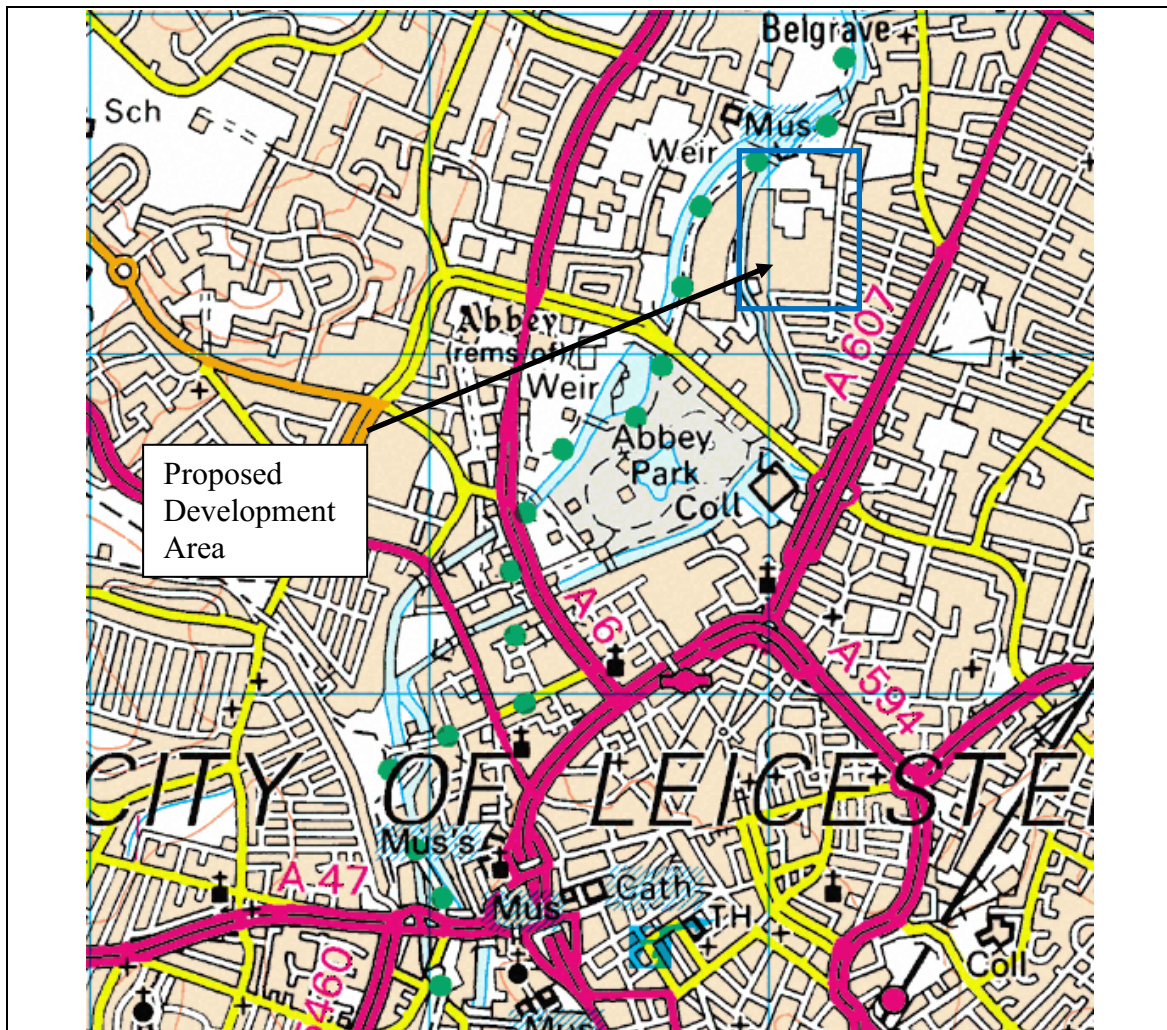 Belgrave
Sch
Mus
Weir
Abbey
(rems of)
Weir
A 607
Abbey
Park
Coll
L
Proposed
Development
Area
A 6
A 594
CITY OF LEICESTE
Mus's
A 47
Cath
Mus
TH
Coll
460
Mus